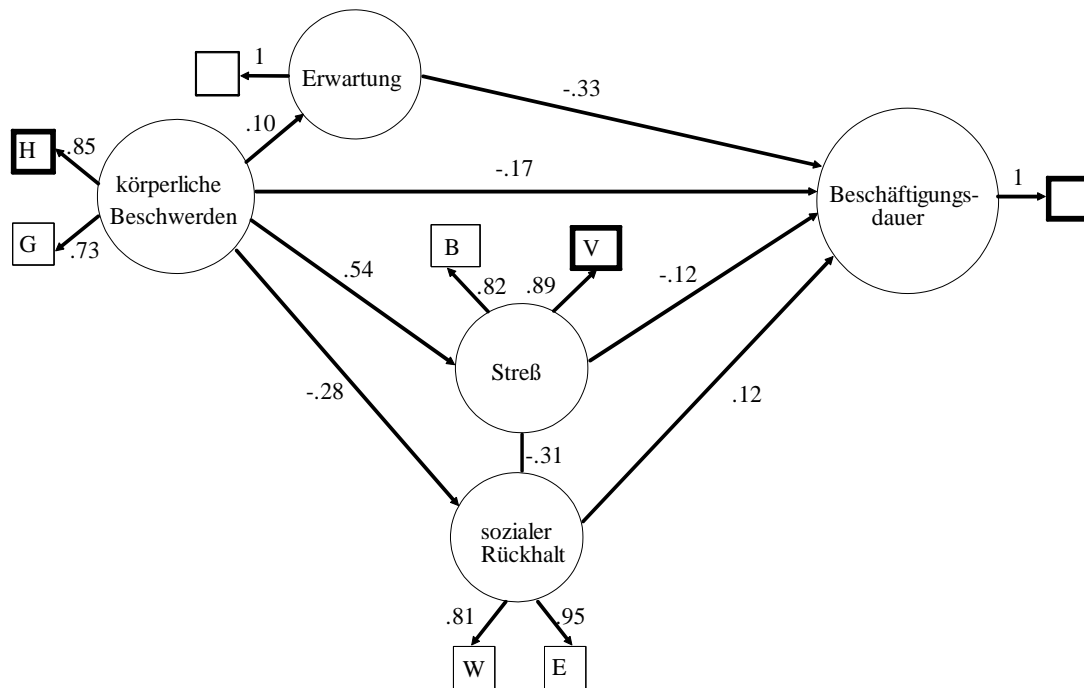 1
Erwartung
-.33
.10
H
.85
körperliche
Beschwerden
-.17
1
Beschäftigungs-
dauer
G
.73
B
V
.54
.82
.89
-.12
Streß
-.28
.12
-.31
sozialer
Rückhalt
.81
.95
W
E